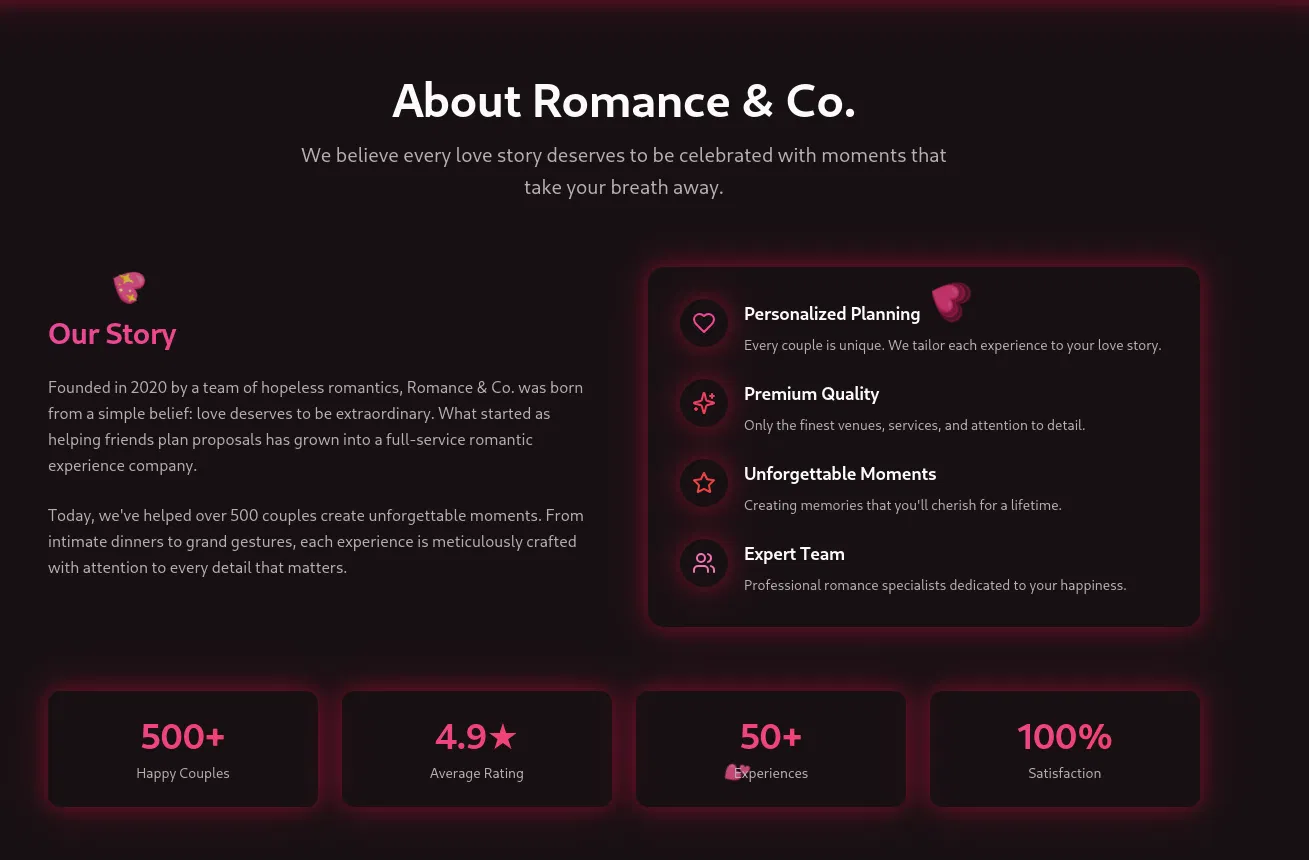 About Romance & Co.
We believe every love story deserves to be celebrated with moments that
take your breath away.
Our Story
Founded in 2020 by a team of hopeless romantics, Romance & Co. was born
from a simple belief: love deserves to be extraordinary. What started as
helping friends plan proposals has grown into a full-service romantic
experience company.
Today, we've helped over 500 couples create unforgettable moments. From
intimate dinners to grand gestures, each experience is meticulously crafted
with attention to every detail that matters.
Personalized Planning
Every couple is unique. We tailor each experience to your love story.
Premium Quality
Only the finest venues, services, and attention to detail.
Unforgettable Moments
Creating memories that you'll cherish for a lifetime.
Expert Team
Professional romance specialists dedicated to your happiness.
500+
Happy Couples
4.9★
Average Rating
50+
Experiences
100%
Satisfaction